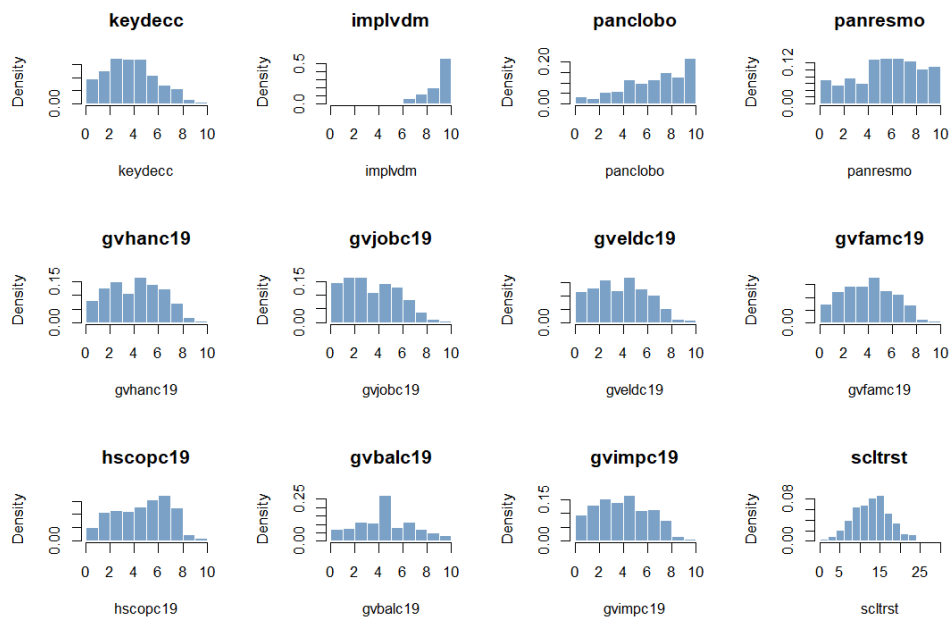 keydecc implvdm panclobo panresmo
Density 0.00 Density 0.0 0.5 Density 0.00 0.20 Density 0.00 0.12
0 2 4 6 8 10 0 2 4 6 8 10 0 2 4 6 8 10 0 2 4 6 8 10
keydecc implvdm panclobo panresmo
gvhanc19 gvjobc19 gveldc19 gvfamc19
Density 0.00 0.15 Density 0.00 0.15 Density 0.00 Density 0.00
0 2 4 6 8 10 0 2 4 6 8 10 0 2 4 6 8 10 0 2 4 6 8 10
gvhanc19 gvjobc19 gveldc19 gvfamc19
hscopc19 gvbalc19 gvimpc19 scltrst
Density 0.00 Density 0.00 0.25 Density 0.00 0.15 Density 0.00 0.08
0 2 4 6 8 10 0 2 4 6 8 10 0 2 4 6 8 10 0 5 15 25
hscopc19 gvbalc19 gvimpc19 scltrst